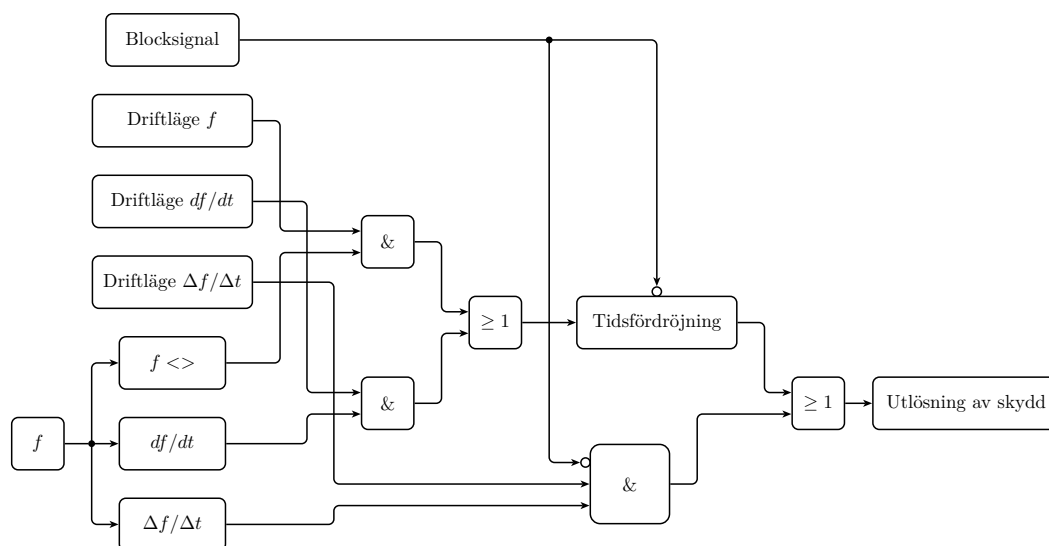 Blocksignal
Driftläge f
Driftläge df/dt
Driftläge Δf/Δt
&
≥ 1
Tidsfördröjning
f <>
&
≥ 1
Utlösning av skydd
f
df/dt
&
Δf/Δt